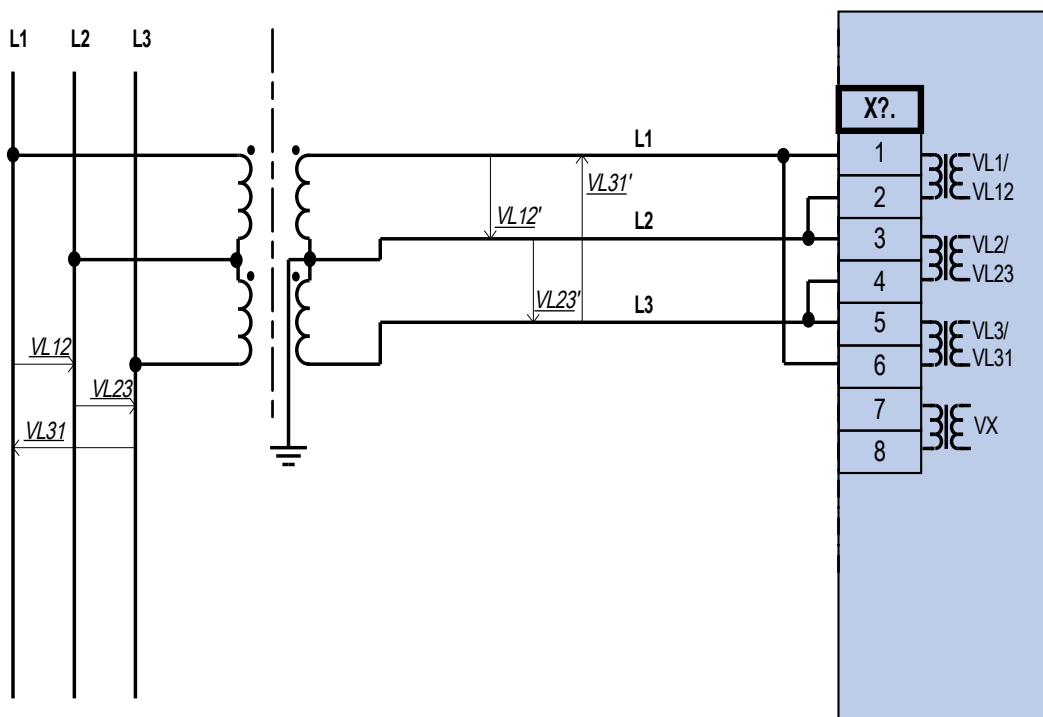 L1 L2 L3
X?.
L1
1
VL1/
VL31'
2
VL12
VL12'
L2
3
VL2/
4
VL23
VL23'
L3
5
VL3/
VL12
6
VL31
VL23
7
VX
VL31
8